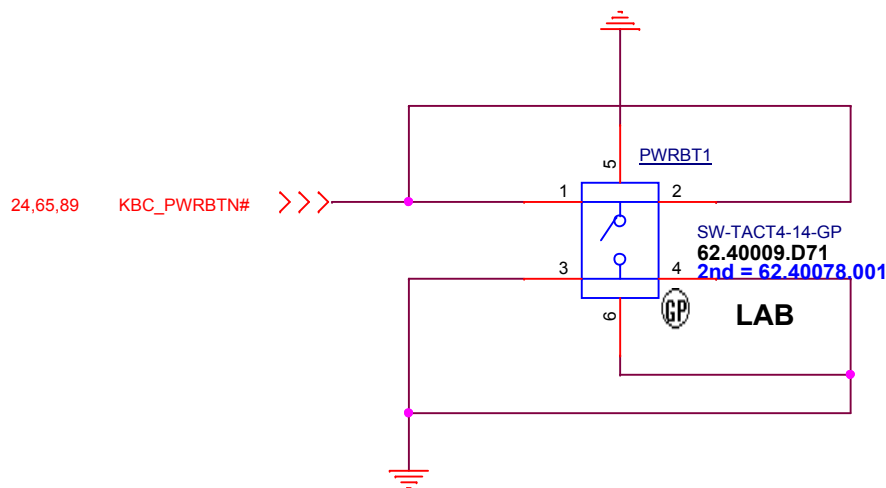 5
PWRBT1
24,65,89 KBC_PWRBTN#
1 2
SW-TACT4-14-GP
62.40009.D71
2nd = 62.40078.001
3 4
GP
LAB
6